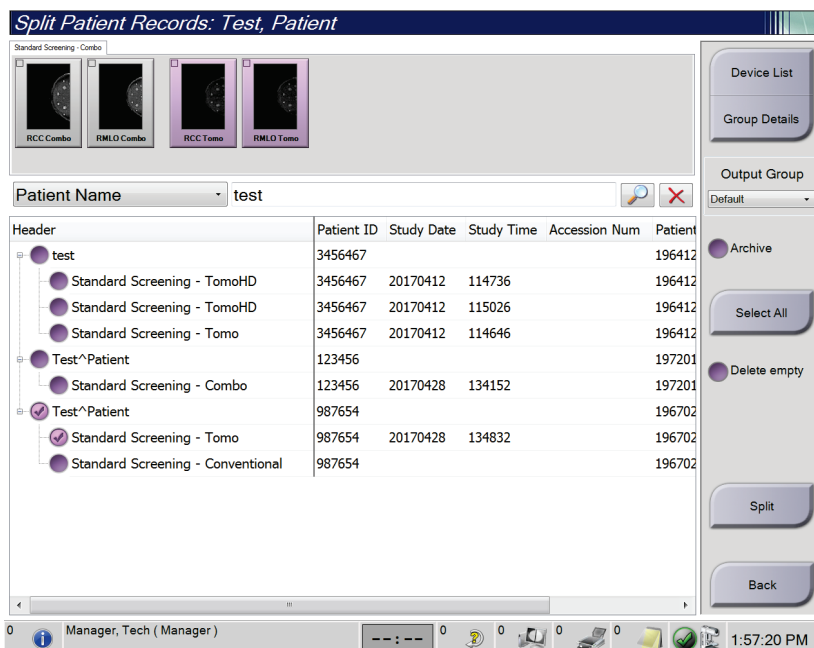 Split Patient Records: Test, Patient
Standard Screening - Combo
RCC Combo RMLO Combo RCC Tomo RMLO Tomo
Device List
Group Details
Output Group
Default
Patient Name test
Header Patient ID Study Date Study Time Accession Num Patient
test 3456467 196412
Standard Screening - TomoHD 3456467 20170412 114736 196412
Standard Screening - TomoHD 3456467 20170412 115026 196412
Standard Screening - Tomo 3456467 20170412 114646 196412
Test^Patient 123456 197201
Standard Screening - Combo 123456 20170428 134152 197201
Test^Patient 987654 196702
Standard Screening - Tomo 987654 20170428 134832 196702
Standard Screening - Conventional 987654 196702
Archive
Select All
Delete empty
Split
Back
0 Manager, Tech ( Manager ) --:-- 0 0 0 0 1:57:20 PM